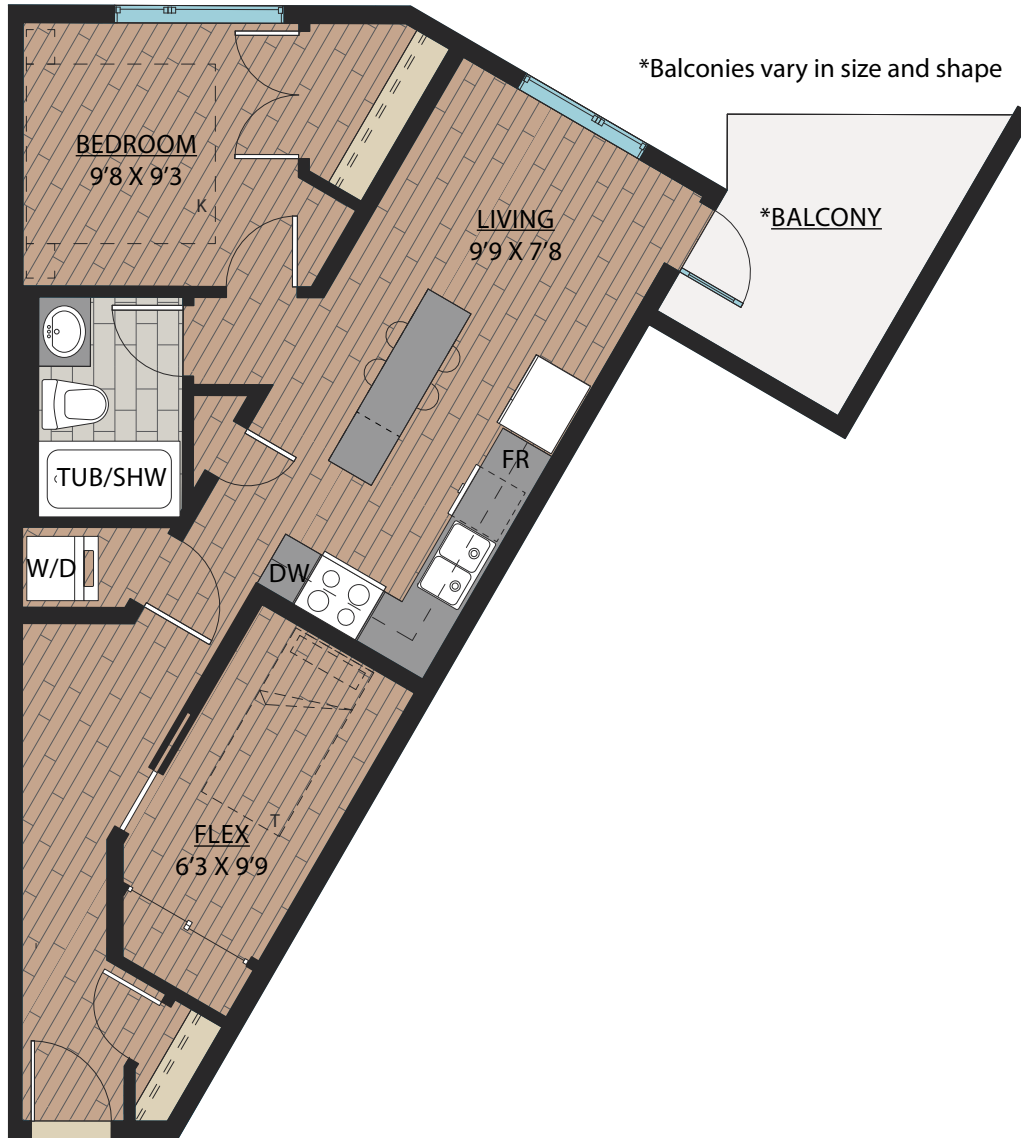 *Balconies vary in size and shape
BEDROOM
9'8 X 9'3
K
LIVING
9'9 X 7'8
*BALCONY
TUB/SHW
FR
W/D
DW
T
FLEX
6'3 X 9'9